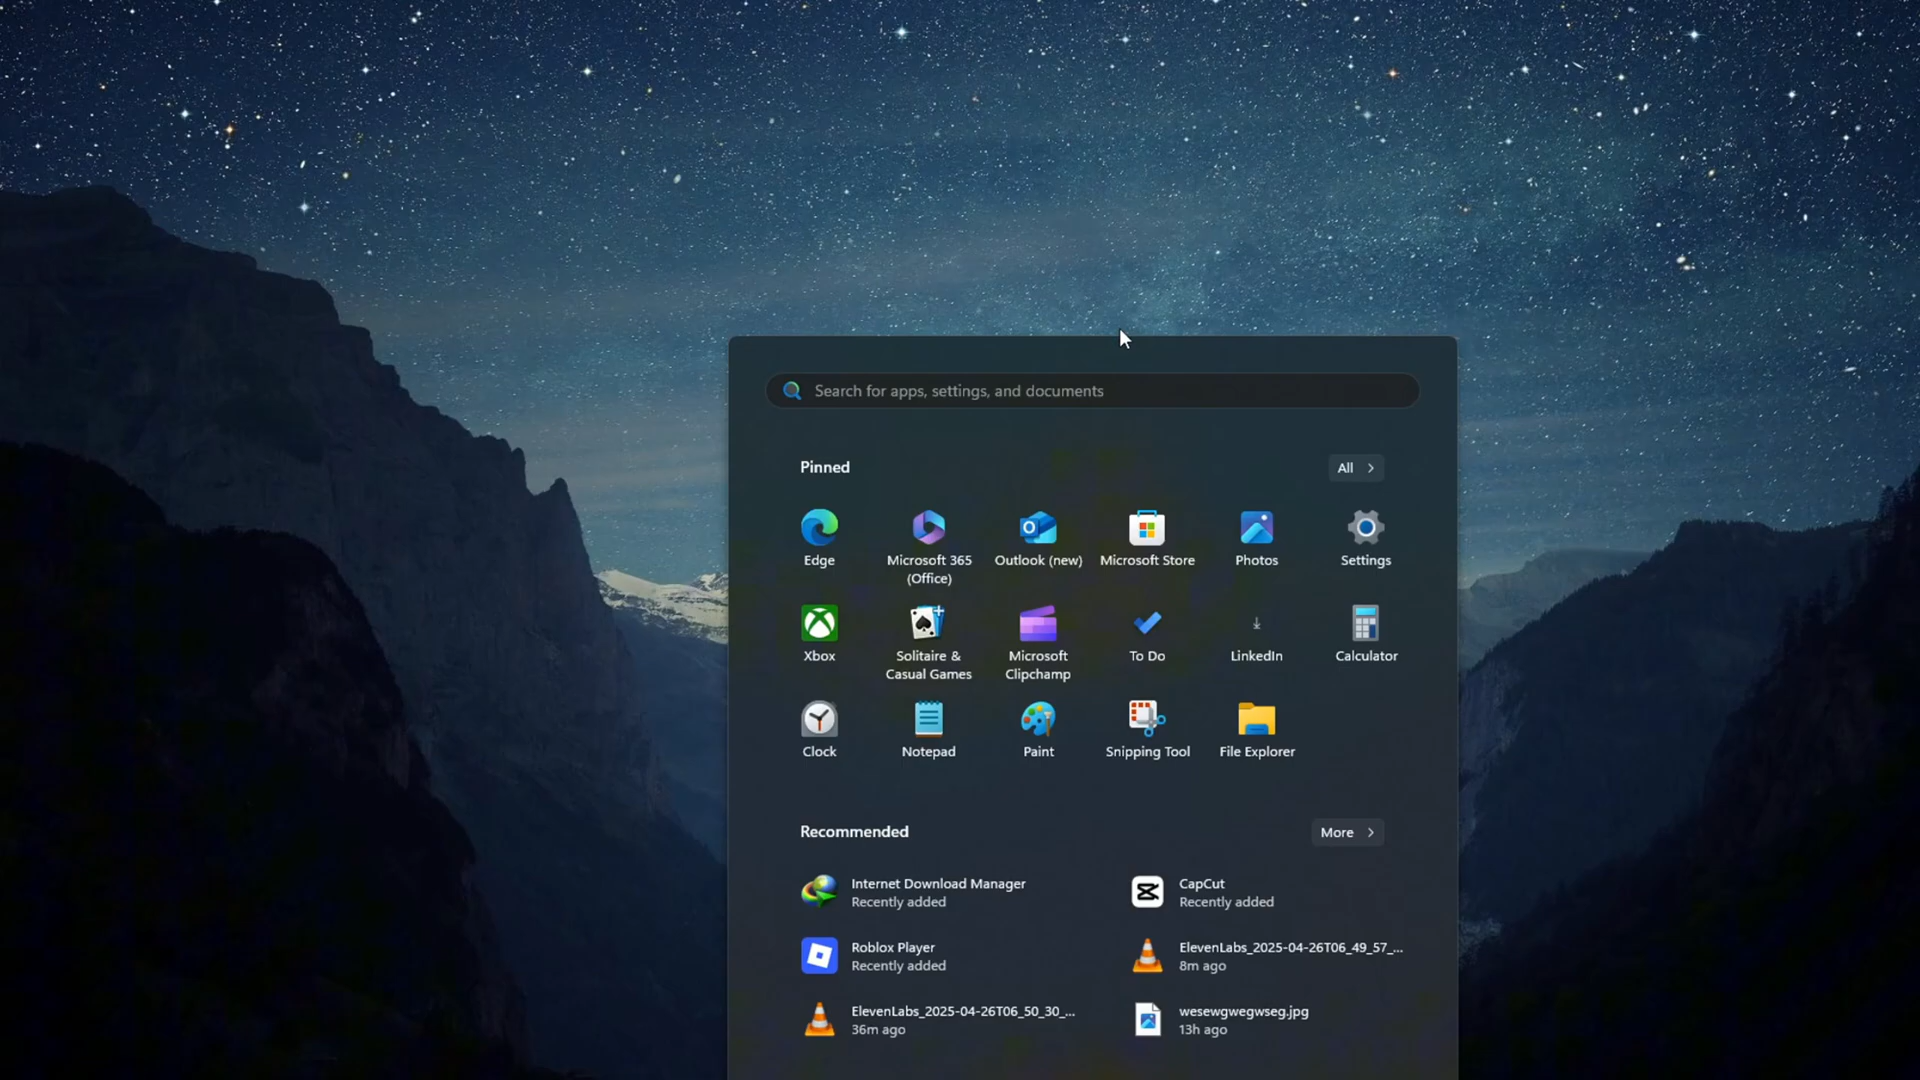 Search for apps, settings, and documents
Pinned
All
Edge
Microsoft 365
(Office)
Outlook (new)
Microsoft Store
Photos
Settings
Xbox
Solitaire &
Casual Games
Microsoft
Clipchamp
To Do
LinkedIn
Calculator
Clock
Notepad
Paint
Snipping Tool
File Explorer
Recommended
More
Internet Download Manager
Recently added
CapCut
Recently added
Roblox Player
Recently added
ElevenLabs_2025-04-26T06_49_57_...
8m ago
ElevenLabs_2025-04-26T06_50_30_...
36m ago
wesewgwegwseg.jpg
13h ago